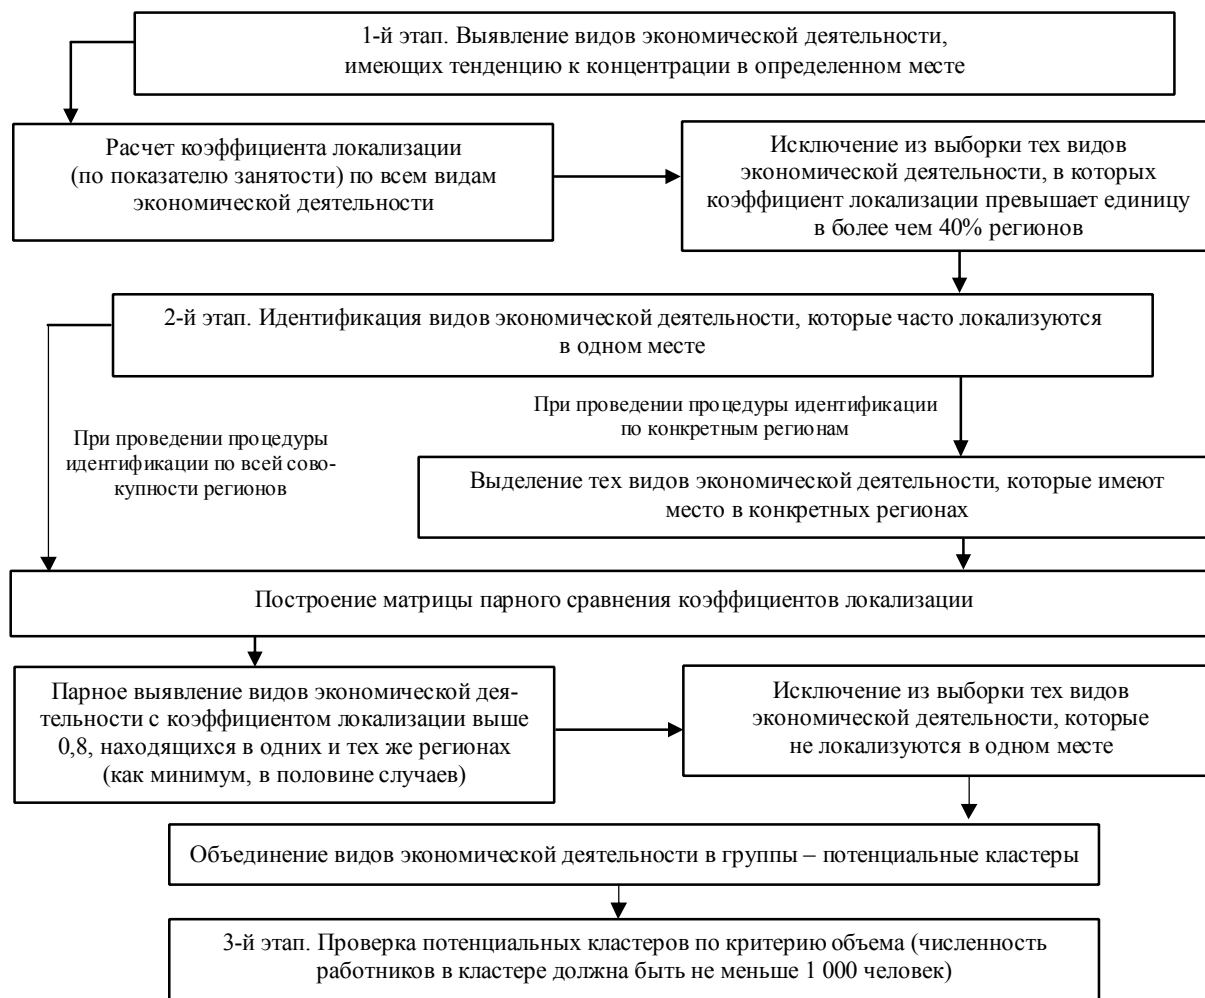 1-й этап. Выявление видов экономической деятельности,
имеющих тенденцию к концентрации в определенном месте
Расчет коэффициента локализации
(по показателю занятости) по всем видам
экономической деятельности
Исключение из выборки тех видов
экономической деятельности, в которых
коэффициент локализации превышает единицу
в более чем 40% регионов
2-й этап. Идентификация видов экономической деятельности, которые часто локализуются
в одном месте
При проведении процедуры идентификации
по конкретным регионам
При проведении процедуры
идентификации по всей сово-
купности регионов
Выделение тех видов экономической деятельности, которые имеют
место в конкретных регионах
Построение матрицы парного сравнения коэффициентов локализации
Парное выявление видов экономической дея-
тельности с коэффициентом локализации выше
0,8, находящихся в одних и тех же регионах
(как минимум, в половине случаев)
Исключение из выборки тех видов
экономической деятельности, которые
не локализуются в одном месте
Объединение видов экономической деятельности в группы – потенциальные кластеры
3-й этап. Проверка потенциальных кластеров по критерию объема (численность
работников в кластере должна быть не меньше 1 000 человек)